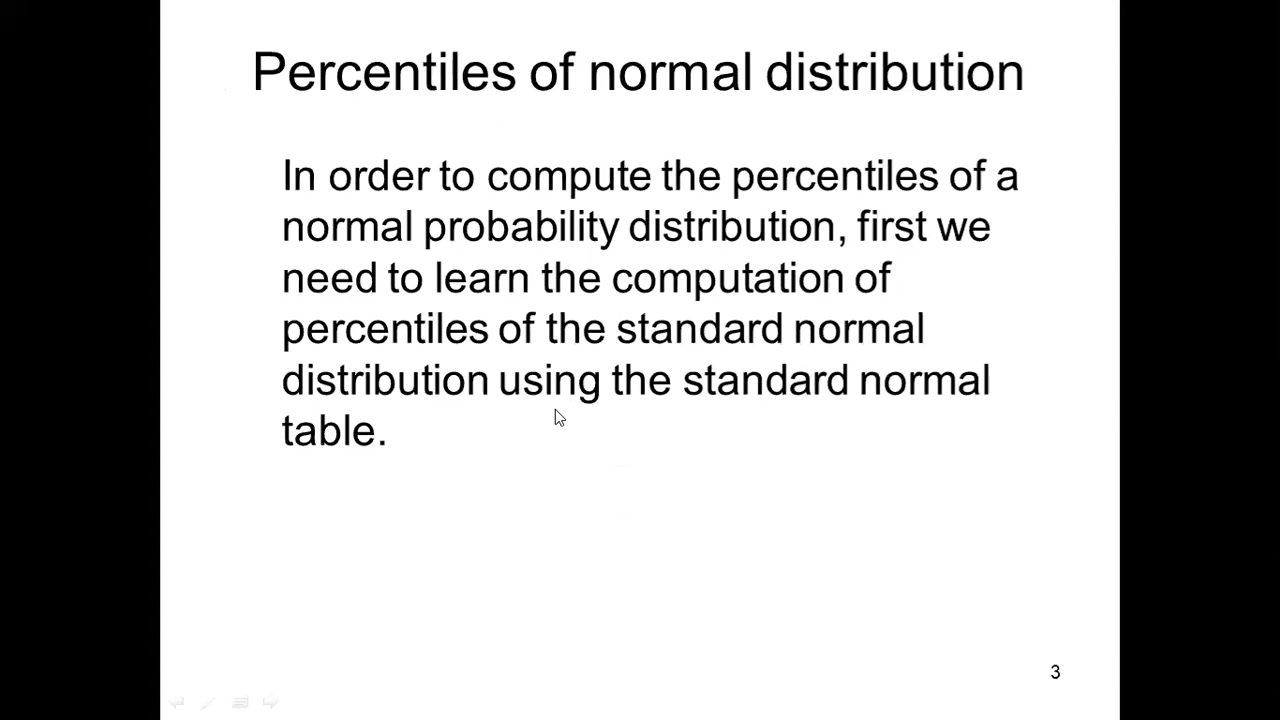 Percentiles of normal distribution
In order to compute the percentiles of a
normal probability distribution, first we
need to learn the computation of
percentiles of the standard normal
distribution using the standard normal
table.
3